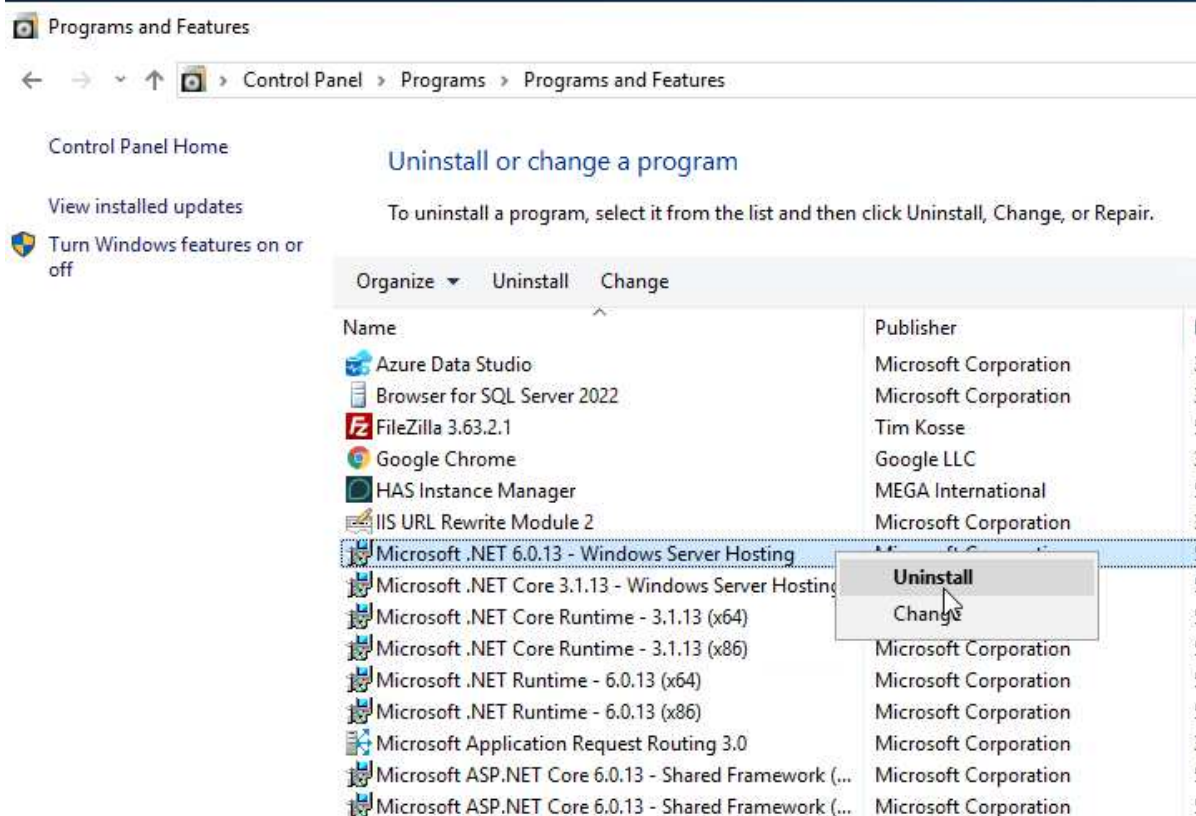 Programs and Features
Control Panel > Programs > Programs and Features
Control Panel Home
Uninstall or change a program
View installed updates
To uninstall a program, select it from the list and then click Uninstall, Change, or Repair.
Turn Windows features on or
off
Organize Uninstall Change
Name Publisher
Azure Data Studio Microsoft Corporation
Browser for SQL Server 2022 Microsoft Corporation
Fz FileZilla 3.63.2.1 Tim Kosse
Google Chrome Google LLC
HAS Instance Manager MEGA International
IIS URL Rewrite Module 2 Microsoft Corporation
Microsoft .NET 6.0.13 - Windows Server Hosting
Uninstall
Microsoft .NET Core 3.1.13 - Windows Server Hosting
Change
Microsoft .NET Core Runtime - 3.1.13 (x64)
Microsoft .NET Core Runtime - 3.1.13 (x86) Microsoft Corporation
Microsoft .NET Runtime - 6.0.13 (x64) Microsoft Corporation
Microsoft .NET Runtime - 6.0.13 (x86) Microsoft Corporation
Microsoft Application Request Routing 3.0 Microsoft Corporation
Microsoft ASP.NET Core 6.0.13 - Shared Framework (... Microsoft Corporation
Microsoft ASP.NET Core 6.0.13 - Shared Framework (... Microsoft Corporation